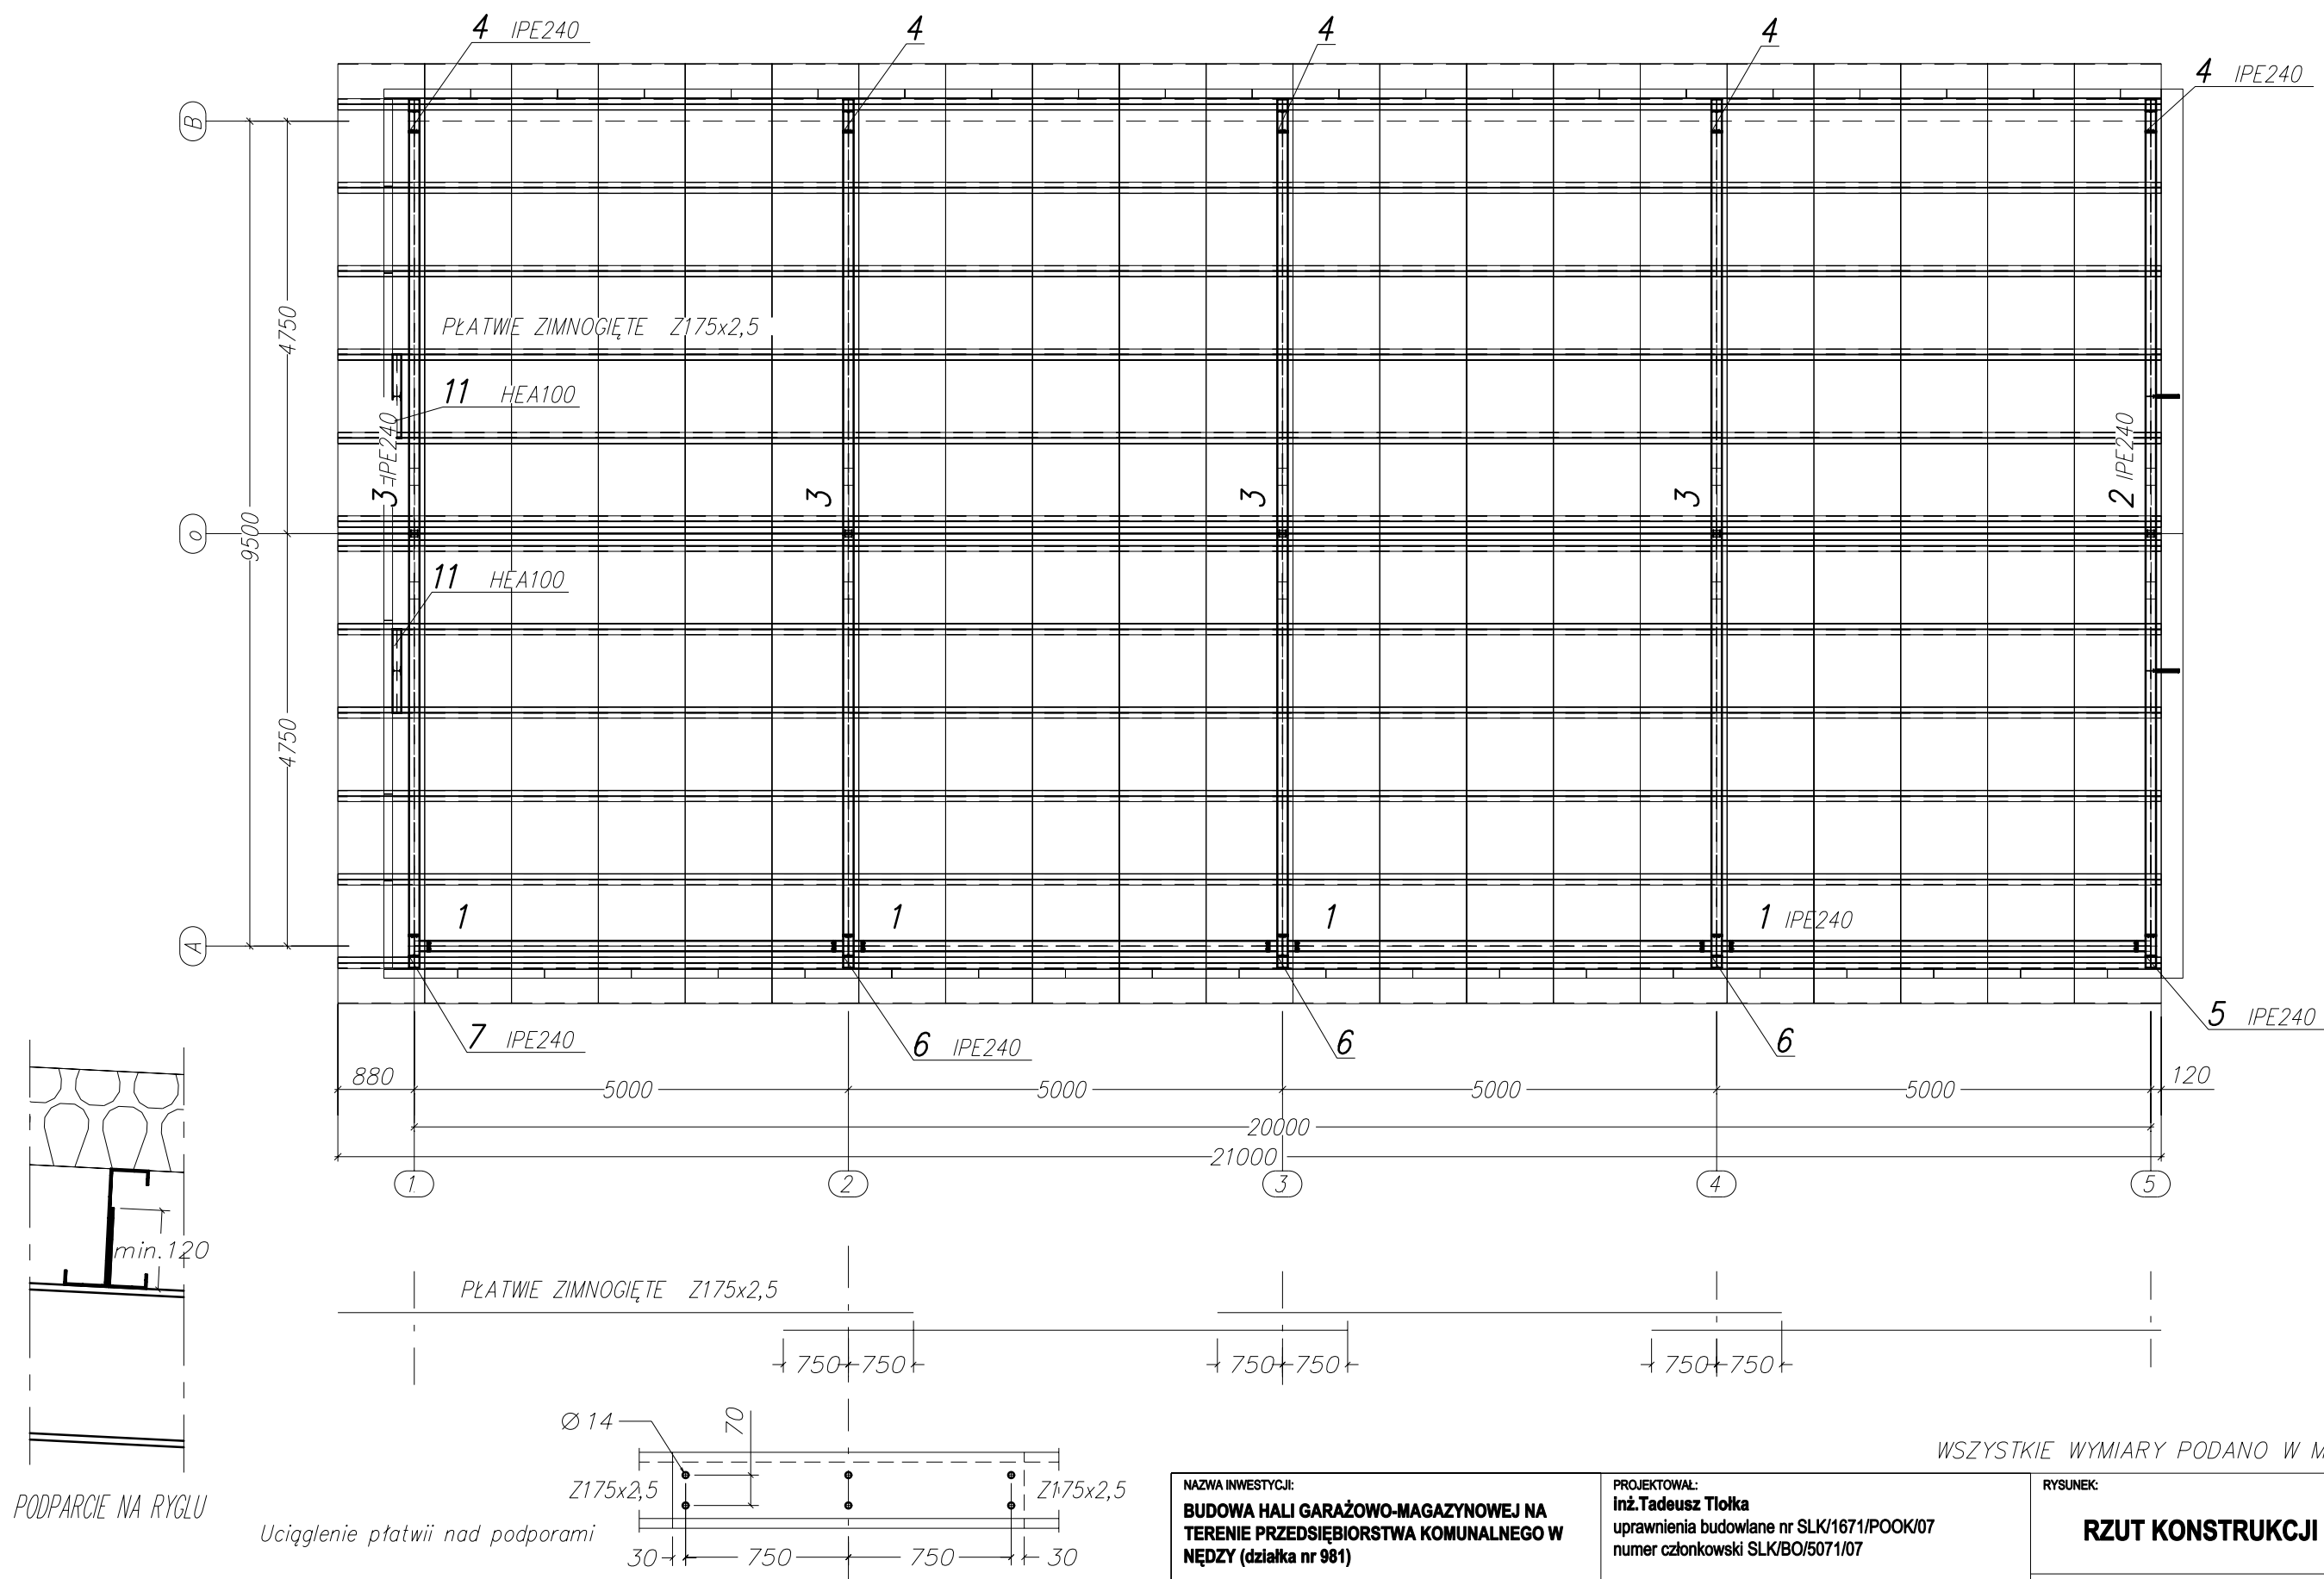 4 IPE240
4
4
4
4 IPE240
B
PŁATWIE ZIMNOGIĘTE Z175x2,5
4750
11 HEA100
3 IPE240
3
3
3
2 IPE240
o
9500
11 HEA100
4750
1
1
1
1 IPE240
A
7 IPE240
6 IPE240
6
6
5 IPE240
880
5000
5000
5000
5000
120
20000
21000
1
2
3
4
5
min.120
PODPARCIE NA RYGLU
PŁATWIE ZIMNOGIĘTE Z175x2,5
750
750
750
750
750
750
Ø 14
70
Z175x2,5
Z175x2,5
Uciąglenie płatwii nad podporami
30
750
750
30
WSZYSTKIE WYMIARY PODANO W
NAZWA INWESTYCJI:
BUDOWA HALI GARAŻOWO-MAGAZYNOWEJ NA
TERENIE PRZEDSIĘBIORSTWA KOMUNALNEGO W
NĘDZY (działka nr 981)
PROJEKTOWAŁ:
inż.Tadeusz Tlołka
uprawnienia budowlane nr SLK/1671/POOK/07
numer członkowski SLK/BO/5071/07
RYSUNEK:
RZUT KONSTRUKCJI